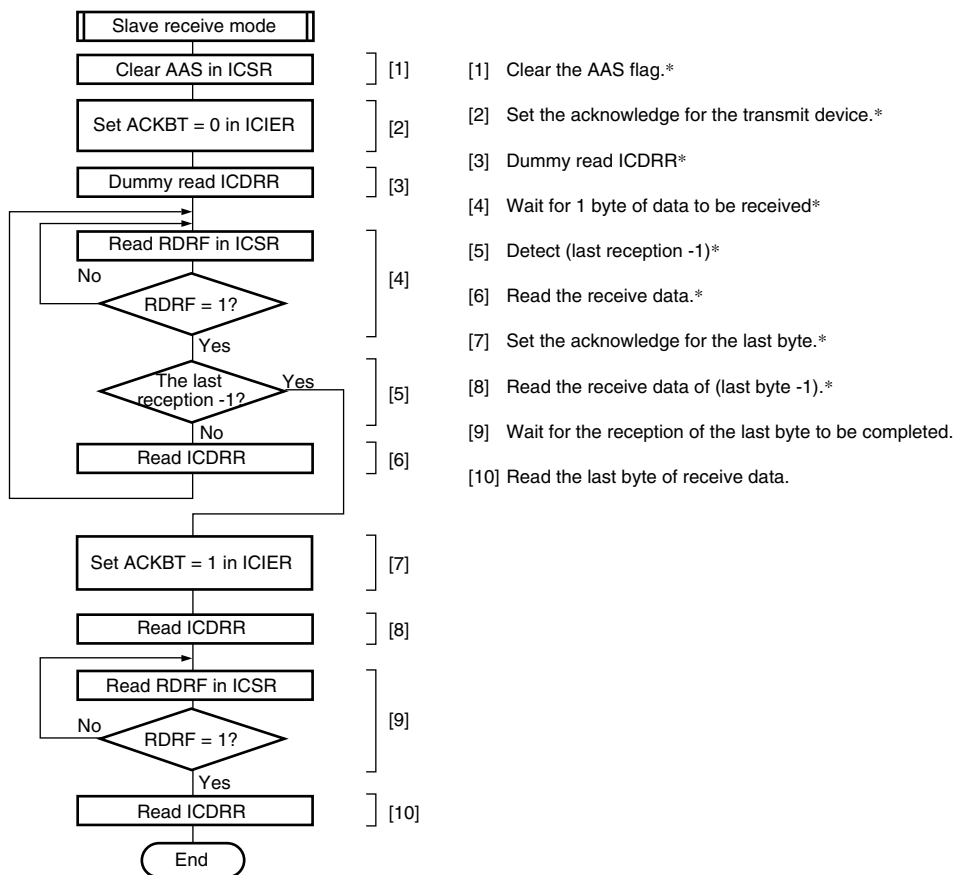 Slave receive mode
Clear AAS in ICSR
[1]
Set ACKBT = 0 in ICIER
[2]
Dummy read ICDRR
[3]
Read RDRF in ICSR
No
RDRF = 1?
[4]
Yes
The last
reception -1?
Yes
[5]
No
Read ICDRR
[6]
Set ACKBT = 1 in ICIER
[7]
Read ICDRR
[8]
Read RDRF in ICSR
No
RDRF = 1?
[9]
Yes
Read ICDRR
[10]
End
[1] Clear the AAS flag.*
[2] Set the acknowledge for the transmit device.*
[3] Dummy read ICDRR*
[4] Wait for 1 byte of data to be received*
[5] Detect (last reception -1)*
[6] Read the receive data.*
[7] Set the acknowledge for the last byte.*
[8] Read the receive data of (last byte -1).*
[9] Wait for the reception of the last byte to be completed.
[10] Read the last byte of receive data.